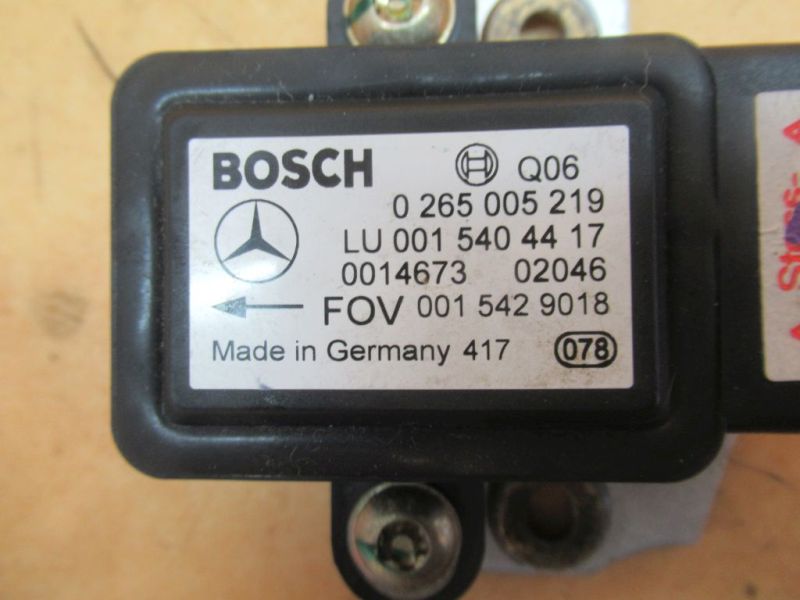 BOSCH Q06
0 265 005 219
LU 001 540 44 17
0014673 02046
FOV 001 542 9018
Made in Germany 417 078